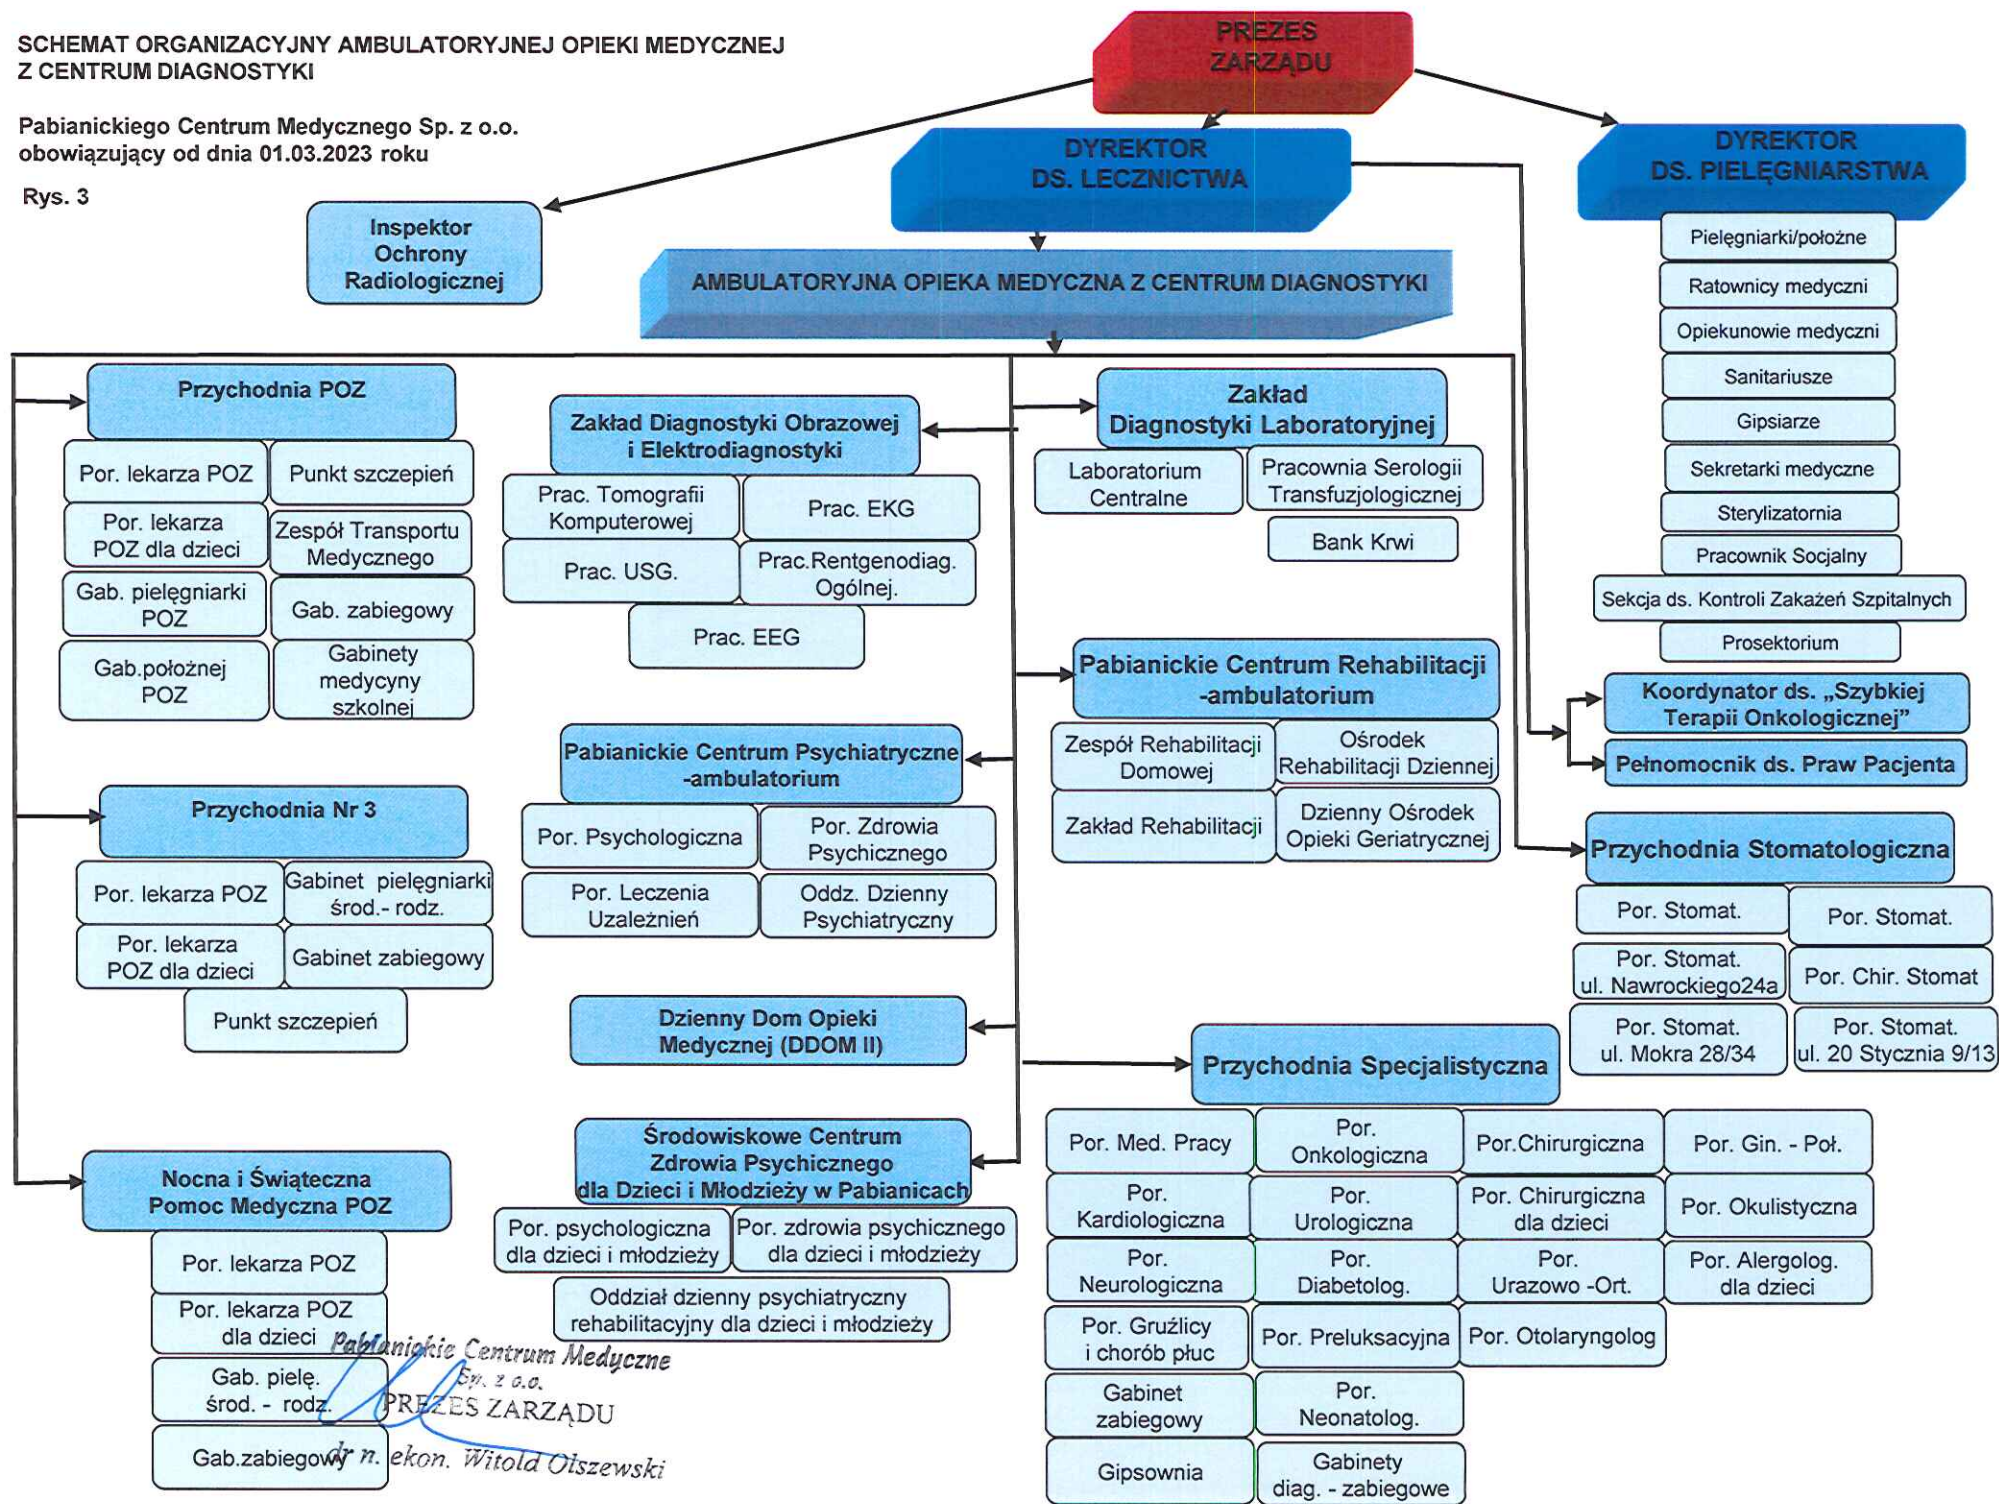 SCHEMAT ORGANIZACYJNY AMBULATORYJNEJ OPIEKI MEDYCZNEJ
Z CENTRUM DIAGNOSTYKI
Pabianickiego Centrum Medycznego Sp. z o.o.
obowiązujący od dnia 01.03.2023 roku
Rys. 3
PREZES
ZARZĄDU
DYREKTOR
DS. LECZNICTWA
DYREKTOR
DS. PIELĘGNIARSTWA
Inspektor
Ochrony
Radiologicznej
AMBULATORYJNA OPIEKA MEDYCZNA Z CENTRUM DIAGNOSTYKI
Pielęgniarki/położne
Ratownicy medyczni
Opiekunowie medyczni
Sanitariusze
Gipsiarze
Sekretarki medyczne
Sterylizatornia
Pracownik Socjalny
Sekcja ds. Kontroli Zakażeń Szpitalnych
Prosektorium
Koordynator ds. „Szybkiej
Terapii Onkologicznej”
Pełnomocnik ds. Praw Pacjenta
Przychodnia POZ
Por. lekarza POZ
Punkt szczepień
Por. lekarza
POZ dla dzieci
Zespół Transportu
Medycznego
Gab. pielęgniarki
POZ
Gab. zabiegowy
Gab.położnej
POZ
Gabinety
medycyny
szkolnej
Przychodnia Nr 3
Por. lekarza POZ
Gabinet pielęgniarki
środ.- rodz.
Por. lekarza
POZ dla dzieci
Gabinet zabiegowy
Punkt szczepień
Nocna i Świąteczna
Pomoc Medyczna POZ
Por. lekarza POZ
Por. lekarza POZ
dla dzieci
Gab. pielę.
środ. - rodz.
Gab.zabiegowy
Pabianickie Centrum Medyczne
Sp. z o.o.
PREZES ZARZĄDU
dr n. ekon. Witold Olszewski
Zakład Diagnostyki Obrazowej
i Elektrodiagnostyki
Prac. Tomografii
Komputerowej
Prac. EKG
Prac. USG.
Prac.Rentgenodiag.
Ogólnej.
Prac. EEG
Pabianickie Centrum Psychiatryczne
-ambulatorium
Por. Psychologiczna
Por. Zdrowia
Psychicznego
Por. Leczenia
Uzależnień
Oddz. Dzienny
Psychiatryczny
Dzienny Dom Opieki
Medycznej (DDOM II)
Środowiskowe Centrum
Zdrowia Psychicznego
dla Dzieci i Młodzieży w Pabianicach
Por. psychologiczna
dla dzieci i młodzieży
Por. zdrowia psychicznego
dla dzieci i młodzieży
Oddział dzienny psychiatryczny
rehabilitacyjny dla dzieci i młodzieży
Zakład
Diagnostyki Laboratoryjnej
Laboratorium
Centralne
Pracownia Serologii
Transfuzjologicznej
Bank Krwi
Pabianickie Centrum Rehabilitacji
-ambulatorium
Zespół Rehabilitacji
Domowej
Ośrodek
Rehabilitacji Dziennej
Zakład Rehabilitacji
Dzienny Ośrodek
Opieki Geriatrycznej
Przychodnia Stomatologiczna
Por. Stomat.
Por. Stomat.
Por. Stomat.
ul. Nawrockiego24a
Por. Chir. Stomat
Por. Stomat.
ul. Mokra 28/34
Por. Stomat.
ul. 20 Stycznia 9/13
Przychodnia Specjalistyczna
Por. Med. Pracy
Por.
Onkologiczna
Por.Chirurgiczna
Por. Gin. - Poł.
Por.
Kardiologiczna
Por.
Urologiczna
Por. Chirurgiczna
dla dzieci
Por. Okulistyczna
Por.
Neurologiczna
Por.
Diabetolog.
Por.
Urazowo -Ort.
Por. Alergolog.
dla dzieci
Por. Gruźlicy
i chorób płuc
Por. Preluksacyjna
Por. Otolaryngolog
Gabinet
zabiegowy
Por.
Neonatolog.
Gipsownia
Gabinety
diag. - zabiegowe